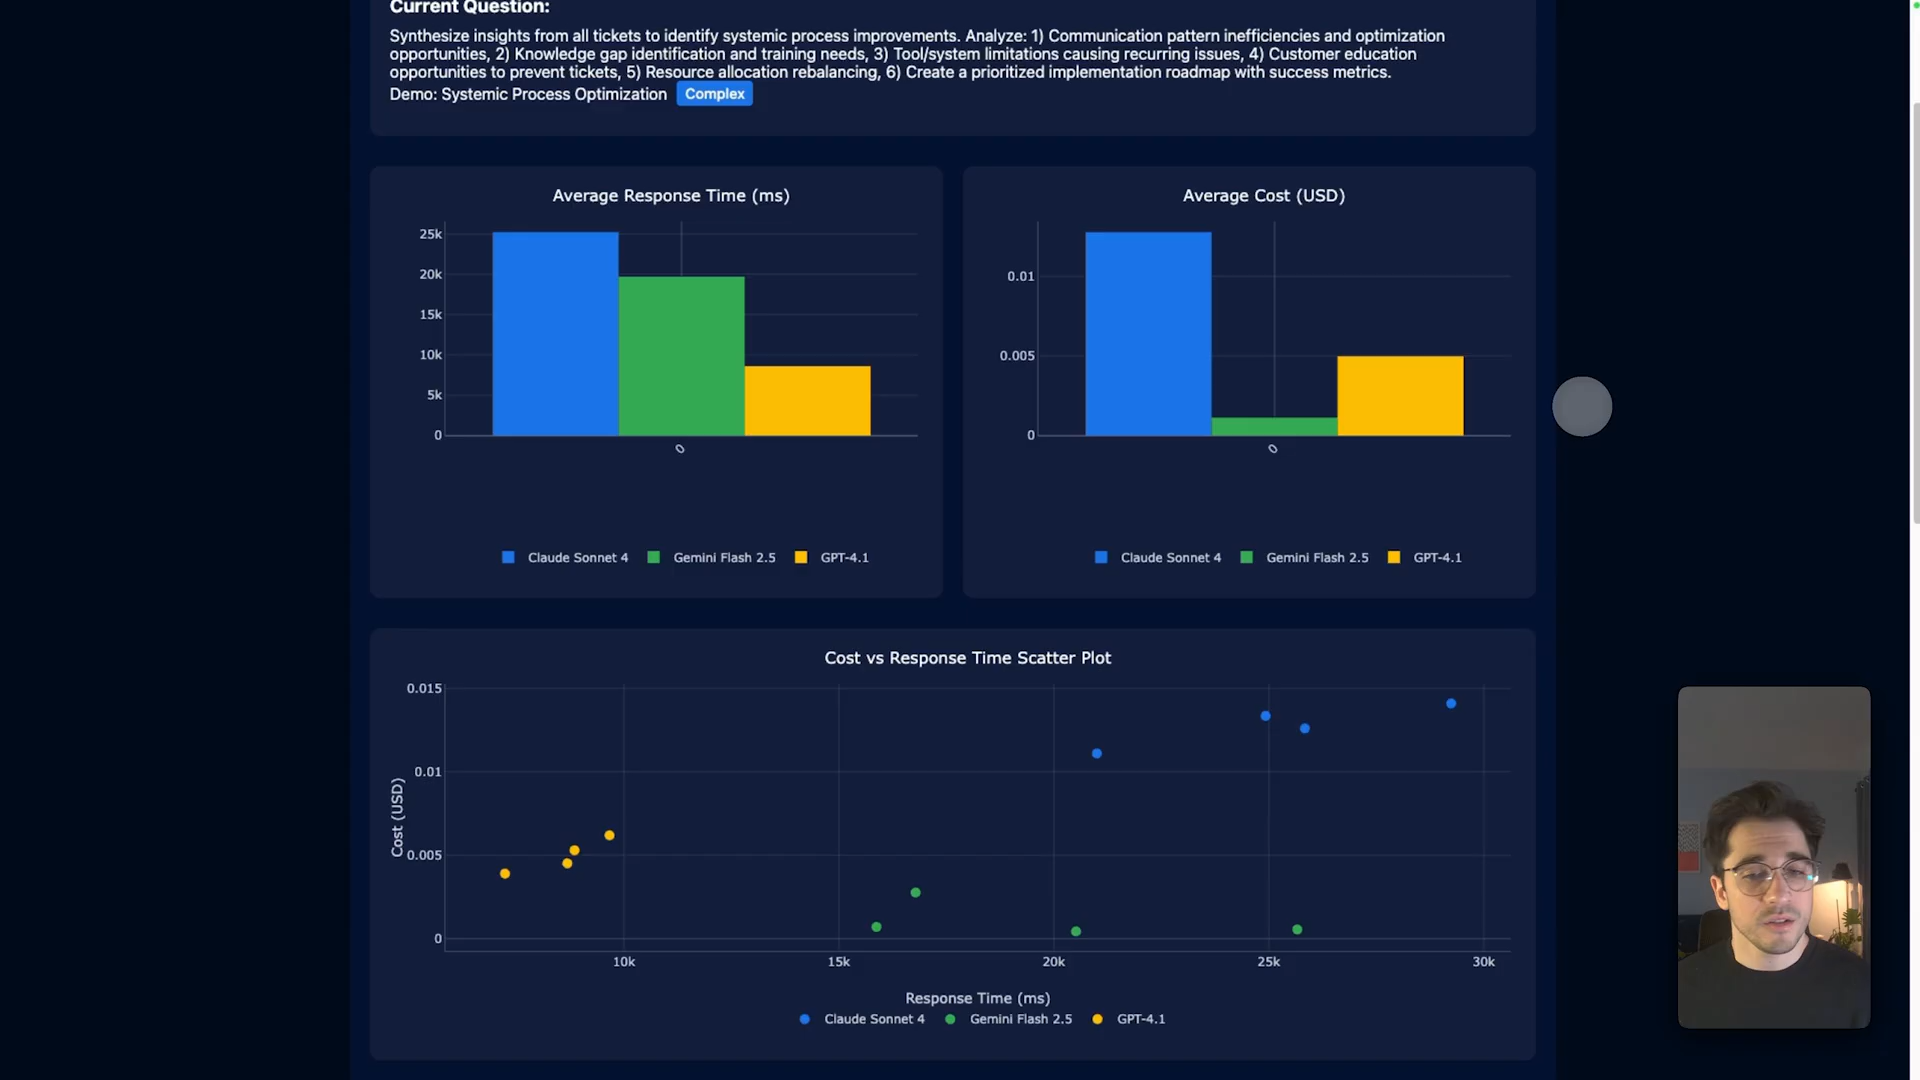 Current Question:
Synthesize insights from all tickets to identify systemic process improvements. Analyze: 1) Communication pattern inefficiencies and optimization
opportunities, 2) Knowledge gap identification and training needs, 3) Tool/system limitations causing recurring issues, 4) Customer education
opportunities to prevent tickets, 5) Resource allocation rebalancing, 6) Create a prioritized implementation roadmap with success metrics.
Demo: Systemic Process Optimization Complex
Average Response Time (ms)
25k
20k
15k
10k
5k
0
0
Claude Sonnet 4 Gemini Flash 2.5 GPT-4.1
Average Cost (USD)
0.01
0.005
0
0
Claude Sonnet 4 Gemini Flash 2.5 GPT-4.1
Cost vs Response Time Scatter Plot
Cost (USD)
0.015
0.01
0.005
0
10k 15k 20k 25k 30k
Response Time (ms)
Claude Sonnet 4 Gemini Flash 2.5 GPT-4.1